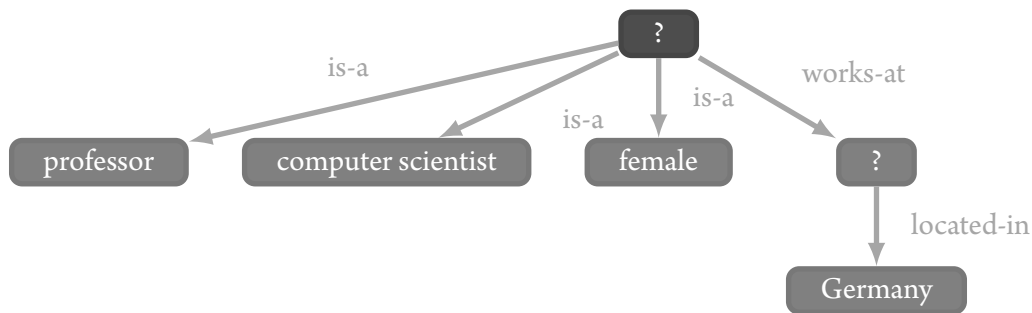 ?
is-a
works-at
is-a
is-a
professor
computer scientist
female
?
located-in
Germany